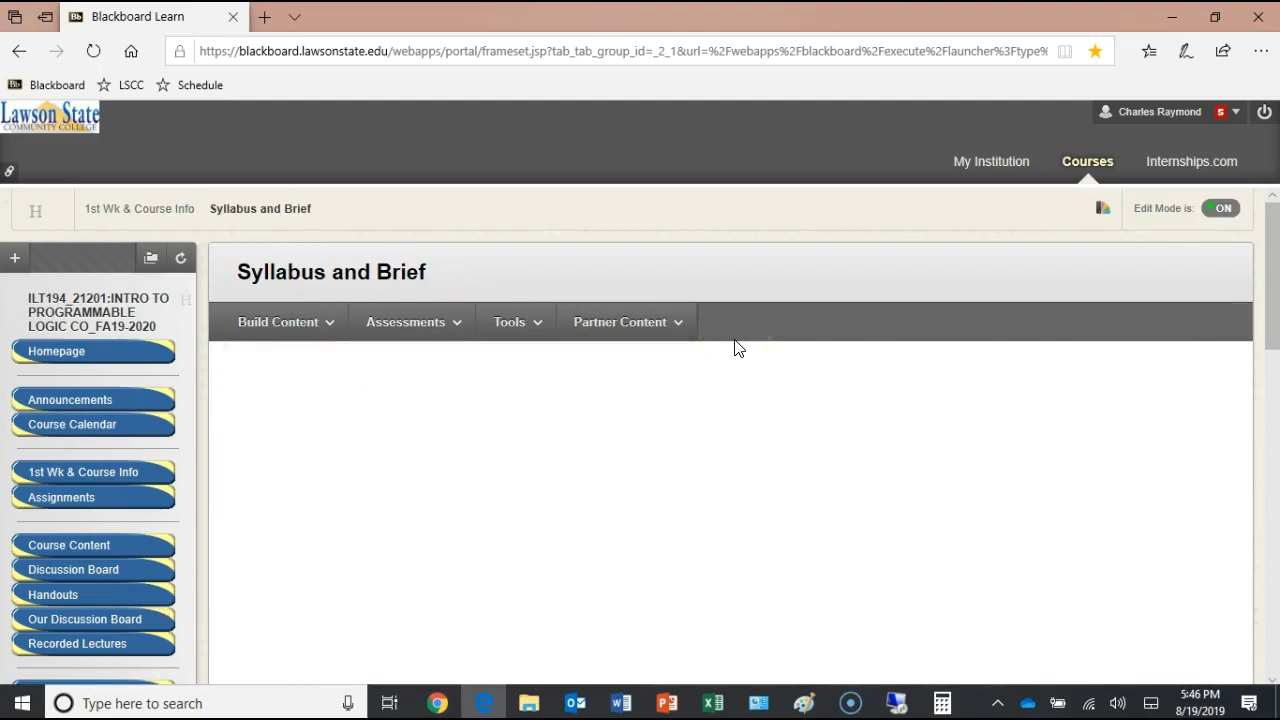 Blackboard Learn
https://blackboard.lawsonstate.edu/webapps/portal/frameset.jsp?tab_tab_group_id=_2_1&url=%2Fwebapps%2Fblackboard%2Fexecute%2Flauncher%3Ftype%
Bb Blackboard LSCC Schedule
Lawson State
COMMUNITY COLLEGE
Charles Raymond 5
My Institution Courses Internships.com
H 1st Wk & Course Info Syllabus and Brief Edit Mode is: ON
Syllabus and Brief
Build Content Assessments Tools Partner Content
ILT194_21201:INTRO TO H
PROGRAMMABLE
LOGIC CO_FA19-2020
Homepage
Announcements
Course Calendar
1st Wk & Course Info
Assignments
Course Content
Discussion Board
Handouts
Our Discussion Board
Recorded Lectures
Type here to search
5:46 PM
8/19/2019